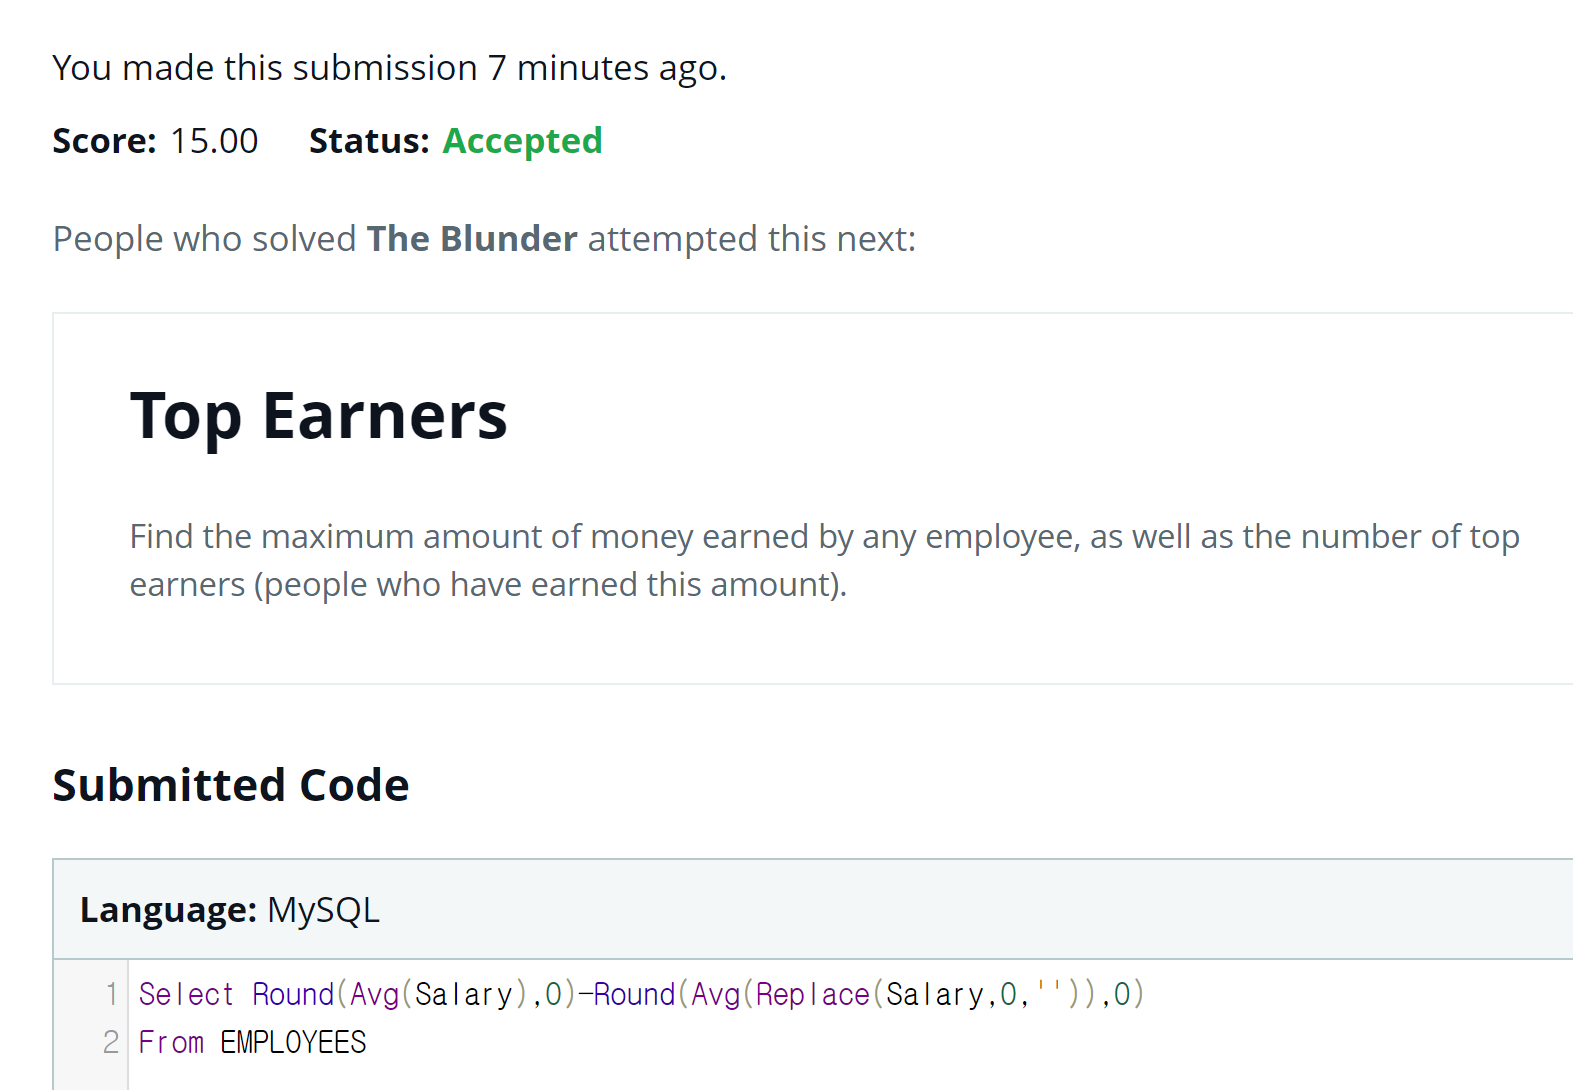 You made this submission 7 minutes ago.
Score: 15.00 Status: Accepted
People who solved The Blunder attempted this next:
Top Earners
Find the maximum amount of money earned by any employee, as well as the number of top
earners (people who have earned this amount).
Submitted Code
Language: MySQL
1 Select Round(Avg(Salary),0)-Round(Avg(Replace(Salary,0,'')),0)
2 From EMPLOYEES